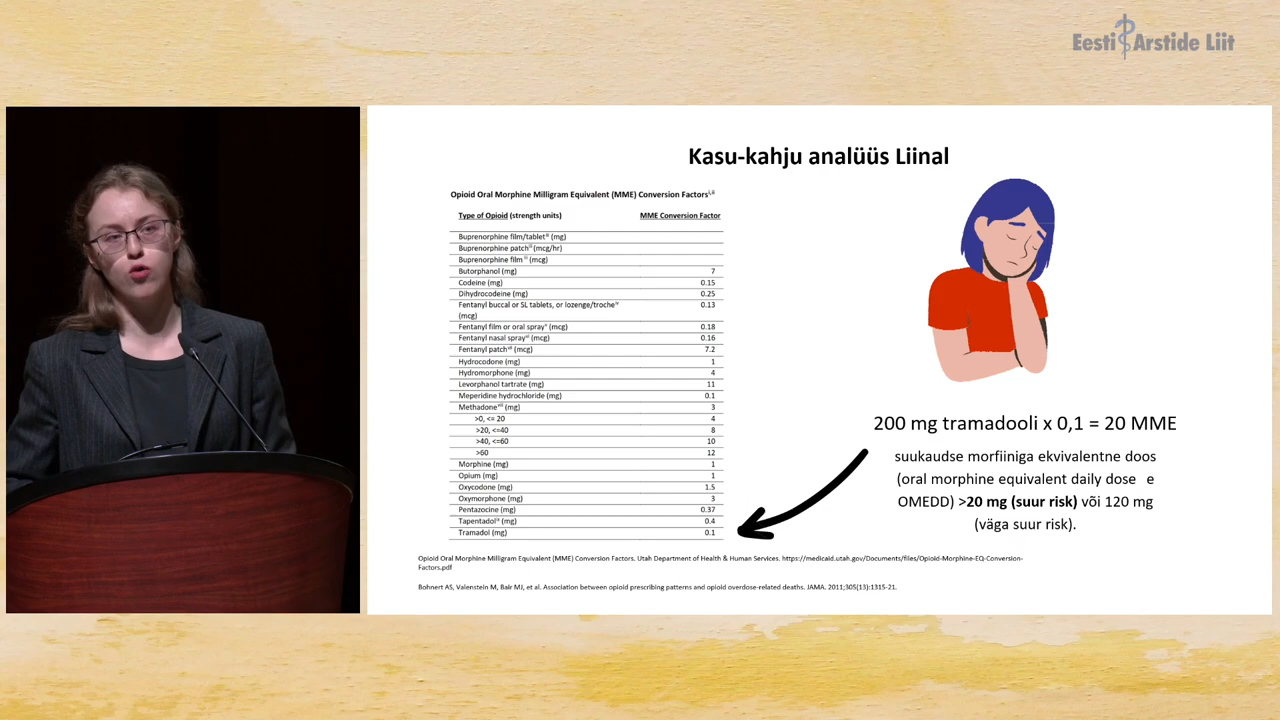 Eesti Arstide Liit
Kasu-kahju analüüs Liinal
Opioid Oral Morphine Milligram Equivalent (MME) Conversion Factors i,ii
Type of Opioid (strength units) MME Conversion Factor
Buprenorphine film/tablet (mg)
Buprenorphine patch (mcg/hr)
Buprenorphine film (mcg)
Butorphanol (mg) 7
Codeine (mg) 0.15
Dihydrocodeine (mg) 0.25
Fentanyl buccal or SL tablets, or lozenge/troche 0.13
(mcg)
Fentanyl film or oral spray (mcg) 0.18
Fentanyl nasal spray (mcg) 0.16
Fentanyl patch (mcg) 7.2
Hydrocodone (mg) 1
Hydromorphone (mg) 4
Levorphanol tartrate (mg) 11
Meperidine hydrochloride (mg) 0.1
Methadone (mg) 3
>0, <= 20 4
>20, <=40 8
>40, <=60 10
>60 12
Morphine (mg) 1
Opium (mg) 1
Oxycodone (mg) 1.5
Oxymorphone (mg) 3
Pentazocine (mg) 0.37
Tapentadol (mg) 0.4
Tramadol (mg) 0.1
200 mg tramadooli x 0,1 = 20 MME
suukaudse morfiiniga ekvivalentne doos
(oral morphine equivalent daily dose e
OMEDD) >20 mg (suur risk) või 120 mg
(väga suur risk).
Opioid Oral Morphine Milligram Equivalent (MME) Conversion Factors. Utah Department of Health & Human Services. https://medicaid.utah.gov/Documents/files/Opioid-Morphine-EQ-Conversion-
Factors.pdf
Bohnert AS, Valenstein M, Bair MJ, et al. Association between opioid prescribing patterns and opioid overdose-related deaths. JAMA. 2011;305(13):1315-21.